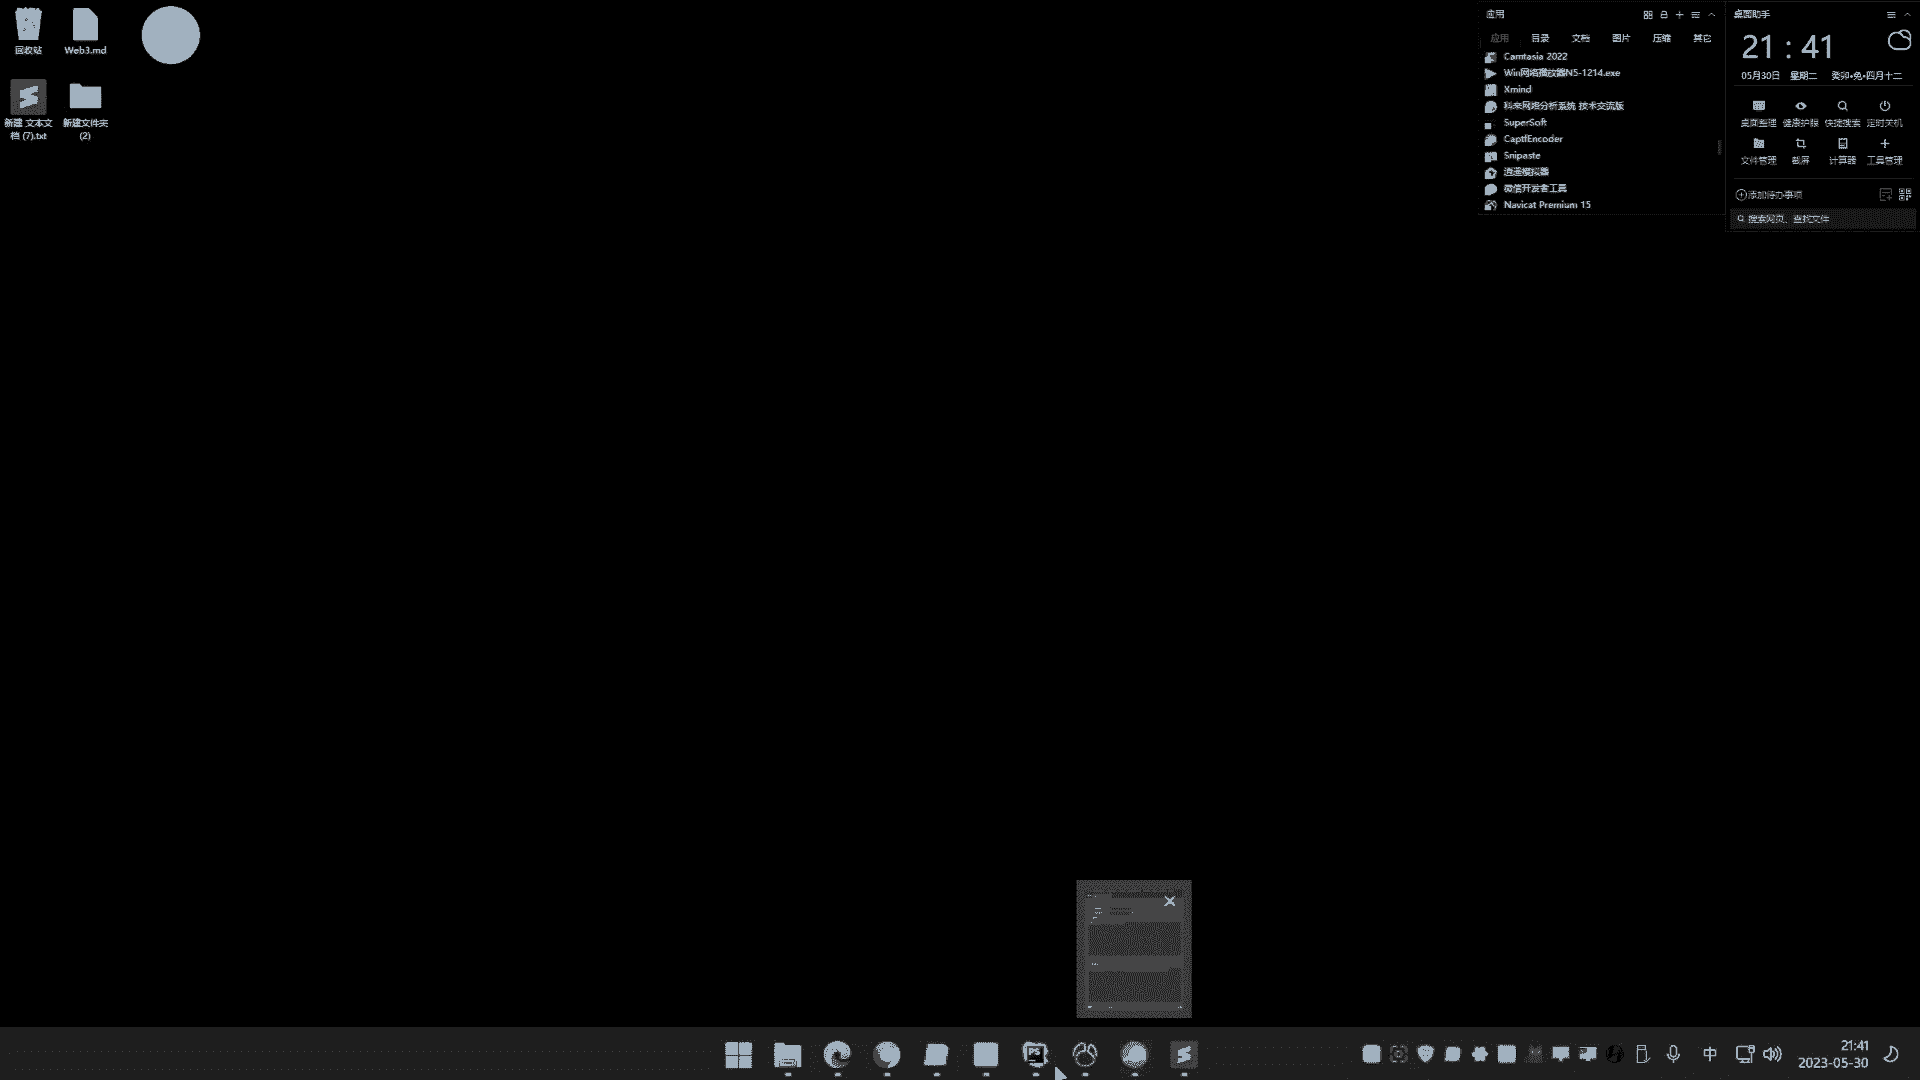 回收站
Web3.md
新建 文本文
档 (7).txt
新建文件夹
(2)
应用
应用 目录 文档 图片 压缩 其它
Camtasia 2022
Win网络播放器N5-1214.exe
Xmind
科来网络分析系统 技术交流版
SuperSoft
CaptfEncoder
Snipaste
逍遥模拟器
微信开发者工具
Navicat Premium 15
桌面助手
21 : 41
05月30日 星期二 癸卯•兔•四月十二
桌面整理 健康护眼 快捷搜索 定时关机
文件管理 截屏 计算器 工具管理
添加待办事项
搜索网页、查找文件
PS
中
21:41
2023-05-30